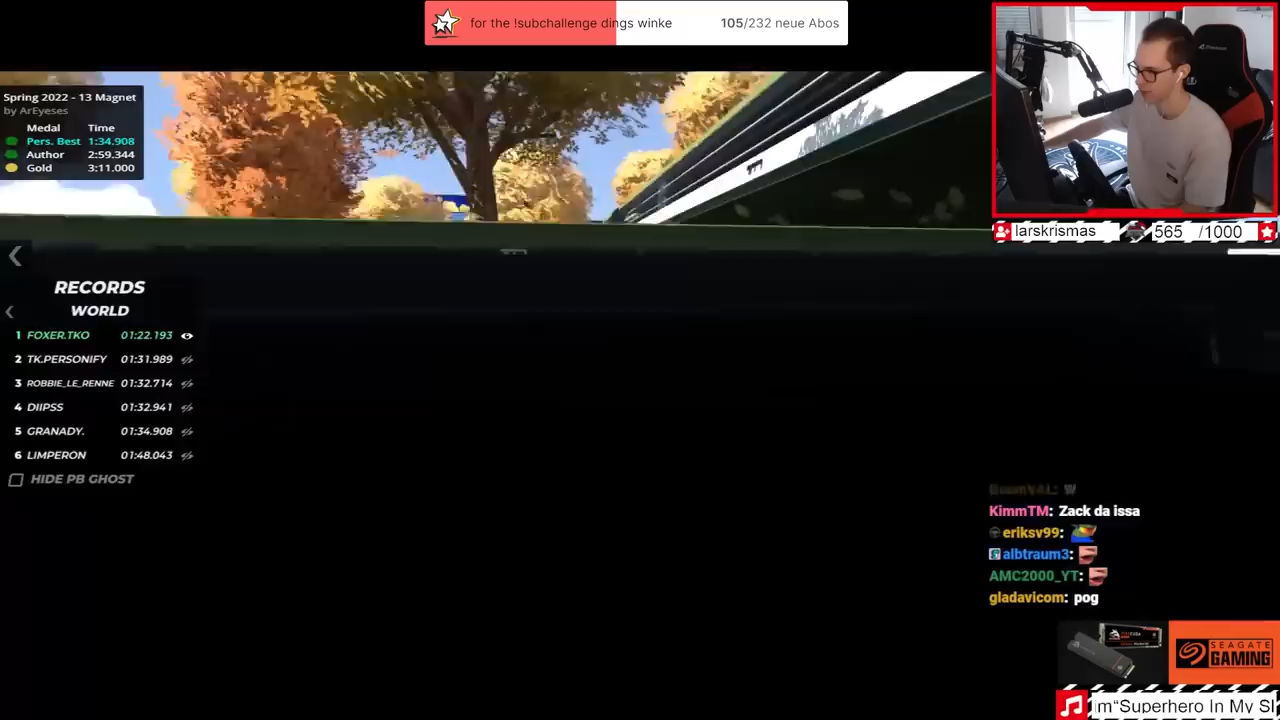 for the !subchallenge dings winke 105/232 neue Abos
Spring 2022 - 13 Magnet
by ArEyeses
Medal Time
Pers. Best 1:34.908
Author 2:59.344
Gold 3:11.000
larskrismas 565 /1000
RECORDS
WORLD
1 FOXER.TKO 01:22.193
2 TK.PERSONIFY 01:31.989
3 ROBBIE_LE_RENNE 01:32.714
4 DIIPSS 01:32.941
5 GRANADY. 01:34.908
6 LIMPERON 01:48.043
HIDE PB GHOST
W
KimmTM: Zack da issa
eriksv99:
albtraum3:
AMC2000_YT:
gladavicom: pog
SEAGATE
GAMING
m "Superhero In My Sl